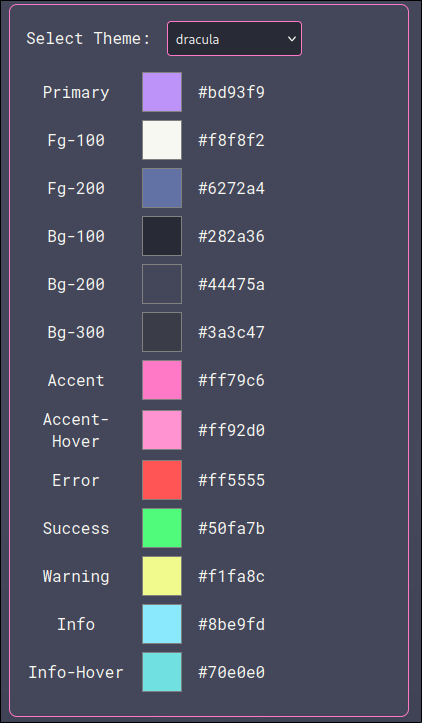 Select Theme: dracula
Primary #bd93f9
Fg-100 #f8f8f2
Fg-200 #6272a4
Bg-100 #282a36
Bg-200 #44475a
Bg-300 #3a3c47
Accent #ff79c6
Accent-
Hover #ff92d0
Error #ff5555
Success #50fa7b
Warning #f1fa8c
Info #8be9fd
Info-Hover #70e0e0